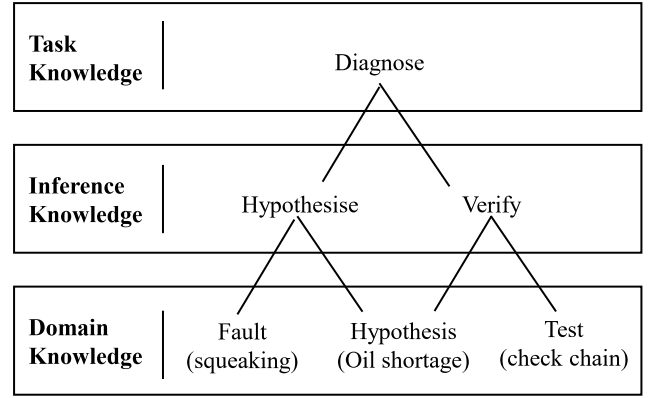 Task
Knowledge
Diagnose
Inference
Knowledge
Hypothesise
Verify
Domain
Knowledge
Fault
(squeaking)
Hypothesis
(Oil shortage)
Test
(check chain)